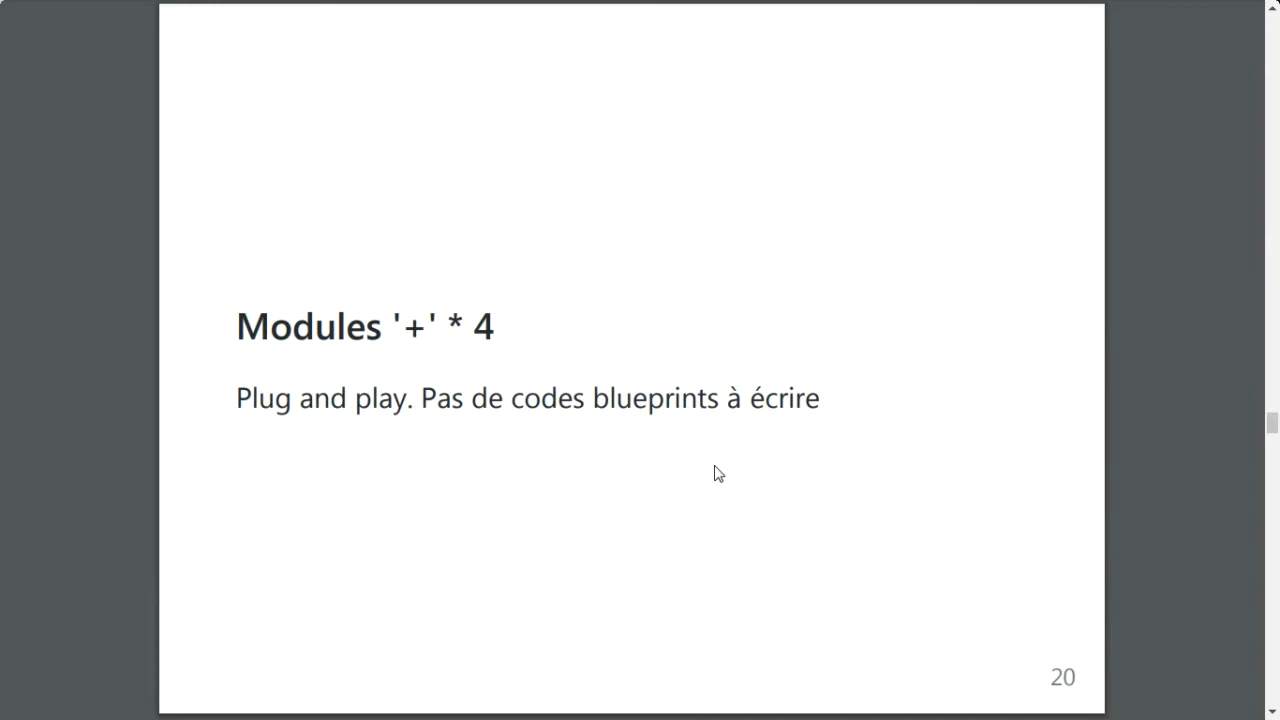 Modules '+' * 4
Plug and play. Pas de codes blueprints à écrire
20